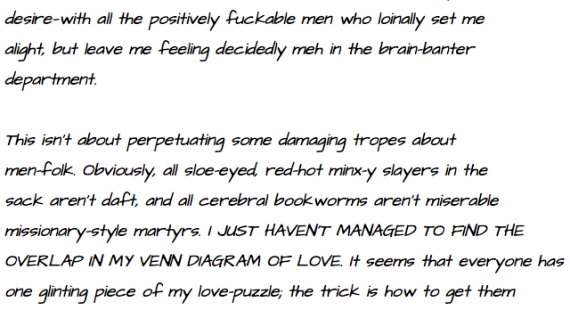 desire–with all the positively fuckable men who loinally set me
alight, but leave me feeling decidedly meh in the brain-banter
department.
This isn't about perpetuating some damaging tropes about
men-folk. Obviously, all sloe-eyed, red-hot minx-y slayers in the
sack aren't daft, and all cerebral bookworms aren't miserable
missionary-style martyrs. I JUST HAVEN'T MANAGED TO FIND THE
OVERLAP IN MY VENN DIAGRAM OF LOVE. It seems that everyone has
one glinting piece of my love-puzzle; the trick is how to get them